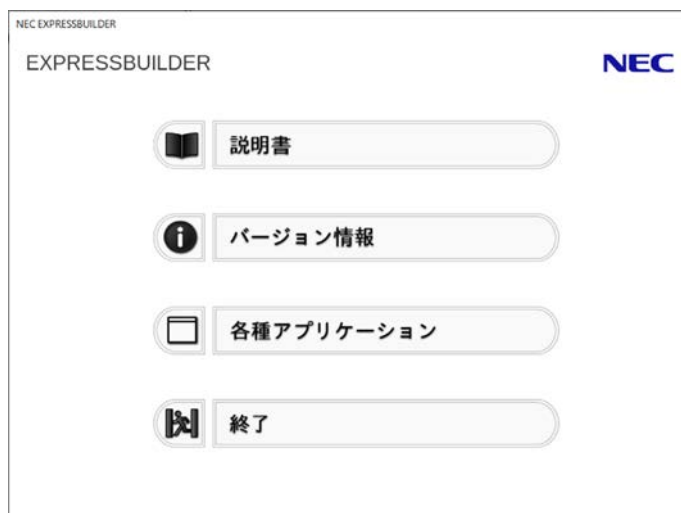 NEC EXPRESSBUILDER
EXPRESSBUILDER
NEC
説明書
バージョン情報
各種アプリケーション
終了